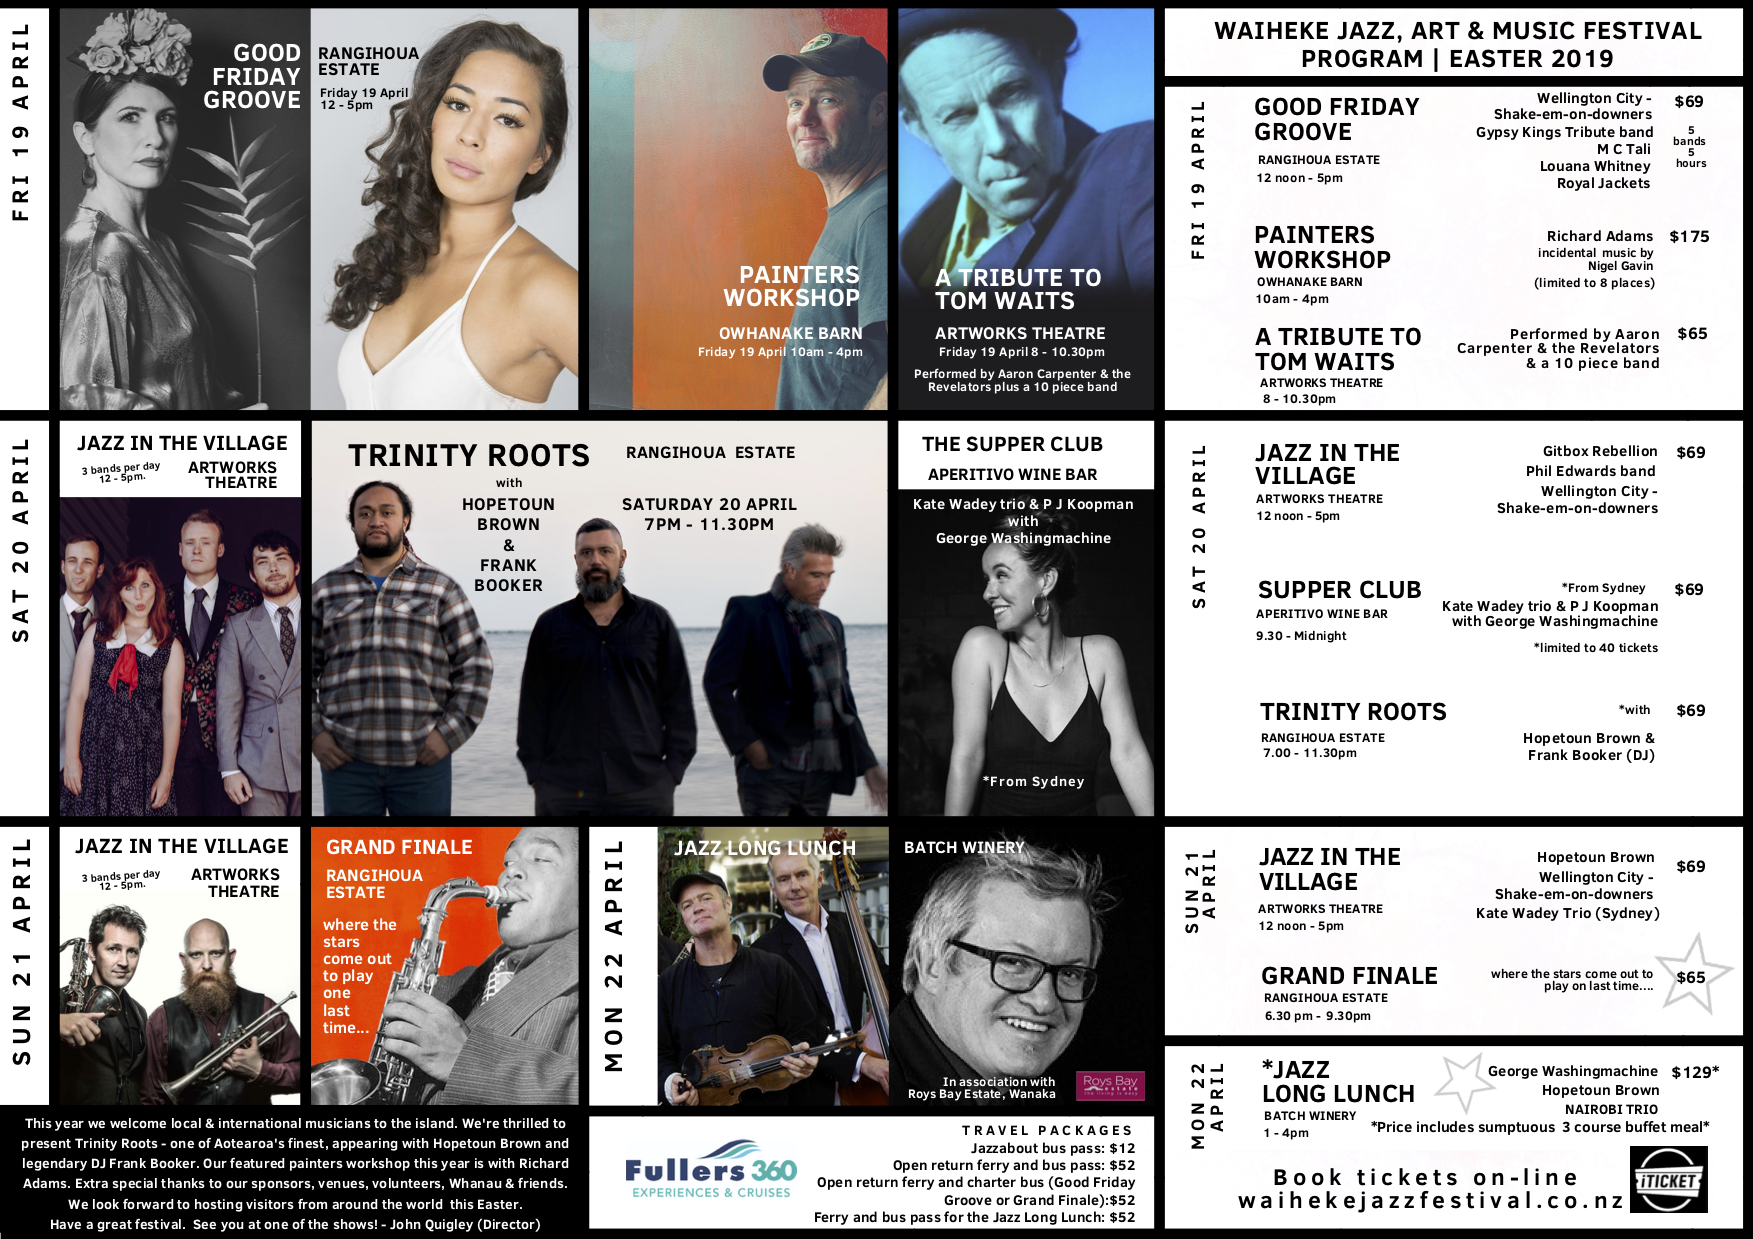 FRI 19 APRIL
GOOD
FRIDAY
GROOVE
RANGIHOUA
ESTATE
Friday 19 April
12 - 5pm
PAINTERS
WORKSHOP
OWHANAKE BARN
Friday 19 April 10am - 4pm
A TRIBUTE TO
TOM WAITS
ARTWORKS THEATRE
Friday 19 April 8 - 10.30pm
Performed by Aaron Carpenter & the
Revelators plus a 10 piece band
SAT 20 APRIL
JAZZ IN THE VILLAGE
3 bands per day
12 - 5pm.
ARTWORKS
THEATRE
TRINITY ROOTS
with
HOPETOUN
BROWN
&
FRANK
BOOKER
RANGIHOUA ESTATE
SATURDAY 20 APRIL
7PM - 11.30PM
THE SUPPER CLUB
APERITIVO WINE BAR
Kate Wadey trio & P J Koopman
with
George Washingmachine
*From Sydney
SUN 21 APRIL
JAZZ IN THE VILLAGE
3 bands per day
12 - 5pm.
ARTWORKS
THEATRE
GRAND FINALE
RANGIHOUA
ESTATE
where the
stars
come out
to play
one
last
time...
MON 22 APRIL
JAZZ LONG LUNCH
BATCH WINERY
In association with
Roys Bay Estate, Wanaka
Roys Bay
estate
This year we welcome local & international musicians to the island. We're thrilled to
present Trinity Roots - one of Aotearoa's finest, appearing with Hopetoun Brown and
legendary DJ Frank Booker. Our featured painters workshop this year is with Richard
Adams. Extra special thanks to our sponsors, venues, volunteers, Whanau & friends.
We look forward to hosting visitors from around the world this Easter.
Have a great festival. See you at one of the shows! - John Quigley (Director)
Fullers 360
EXPERIENCES & CRUISES
TRAVEL PACKAGES
Jazzabout bus pass: $12
Open return ferry and bus pass: $52
Open return ferry and charter bus (Good Friday
Groove or Grand Finale):$52
Ferry and bus pass for the Jazz Long Lunch: $52
WAIHEKE JAZZ, ART & MUSIC FESTIVAL
PROGRAM | EASTER 2019
FRI 19 APRIL
GOOD FRIDAY
GROOVE
RANGIHOUA ESTATE
12 noon - 5pm
Wellington City -
Shake-em-on-downers
Gypsy Kings Tribute band
M C Tali
Louana Whitney
Royal Jackets
$69
5
bands
5
hours
PAINTERS
WORKSHOP
OWHANAKE BARN
10am - 4pm
Richard Adams
incidental music by
Nigel Gavin
(limited to 8 places)
$175
A TRIBUTE TO
TOM WAITS
ARTWORKS THEATRE
8 - 10.30pm
Performed by Aaron
Carpenter & the Revelators
& a 10 piece band
$65
SAT 20 APRIL
JAZZ IN THE
VILLAGE
ARTWORKS THEATRE
12 noon - 5pm
Gitbox Rebellion
Phil Edwards band
Wellington City -
Shake-em-on-downers
$69
SUPPER CLUB
APERITIVO WINE BAR
9.30 - Midnight
*From Sydney
Kate Wadey trio & P J Koopman
with George Washingmachine
*limited to 40 tickets
$69
TRINITY ROOTS
RANGIHOUA ESTATE
7.00 - 11.30pm
*with
Hopetoun Brown &
Frank Booker (DJ)
$69
SUN 21
APRIL
JAZZ IN THE
VILLAGE
ARTWORKS THEATRE
12 noon - 5pm
Hopetoun Brown
Wellington City -
Shake-em-on-downers
Kate Wadey Trio (Sydney)
$69
GRAND FINALE
RANGIHOUA ESTATE
6.30 pm - 9.30pm
where the stars come out to
play on last time....
$65
MON 22
APRIL
*JAZZ
LONG LUNCH
BATCH WINERY
1 - 4pm
George Washingmachine
Hopetoun Brown
NAIROBI TRIO
$129*
*Price includes sumptuous 3 course buffet meal*
Book tickets on-line
waihekejazzfestival.co.nz
iTICKET